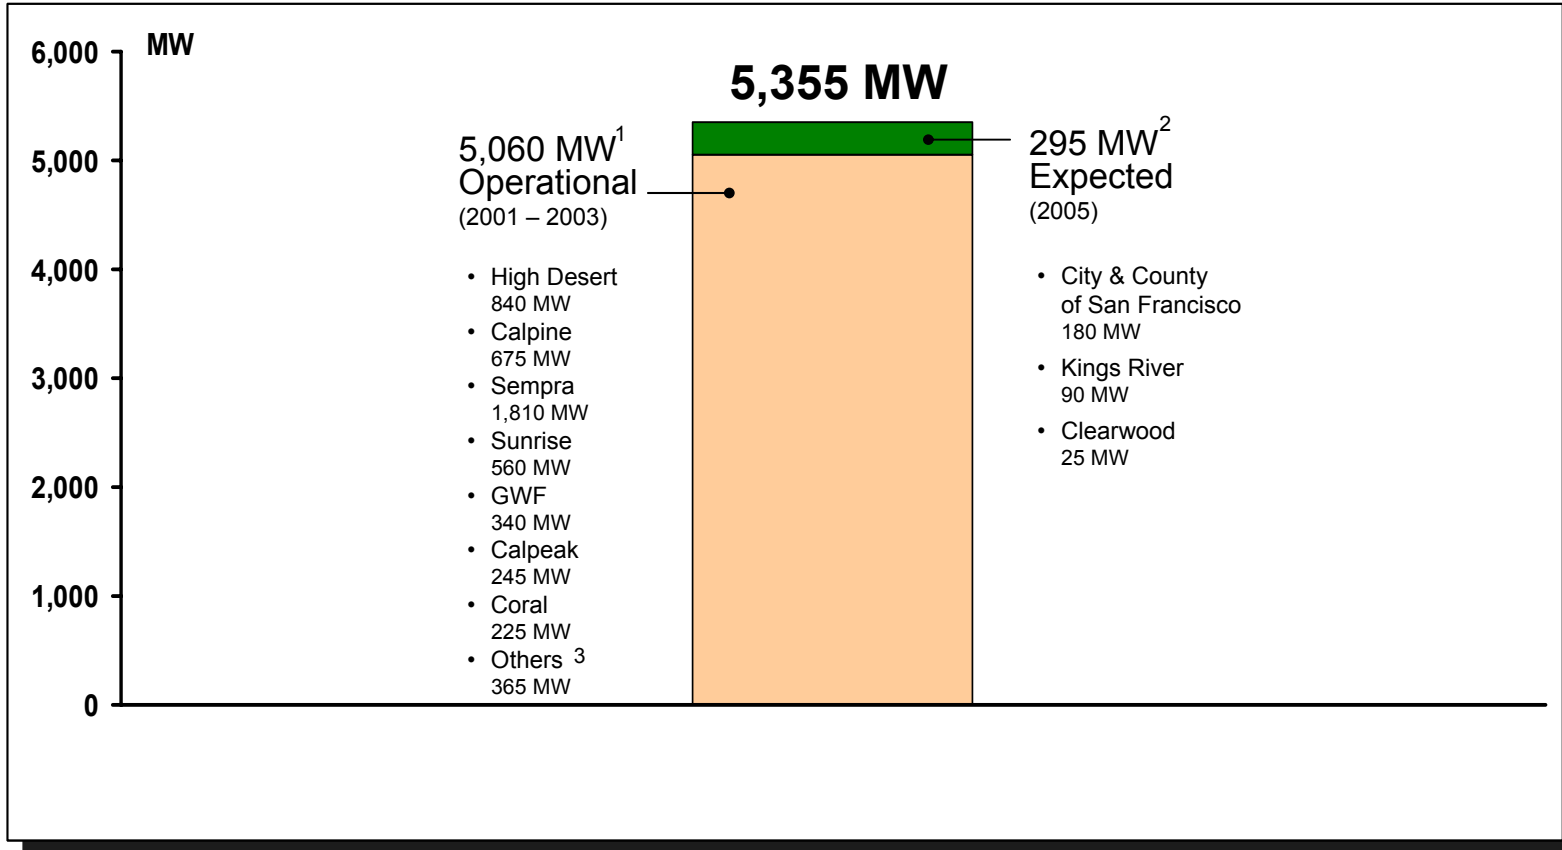 MW
6,000
5,000
4,000
3,000
2,000
1,000
0
5,355 MW
5,060 MW1
Operational
(2001 – 2003)
• High Desert
840 MW
• Calpine
675 MW
• Sempra
1,810 MW
• Sunrise
560 MW
• GWF
340 MW
• Calpeak
245 MW
• Coral
225 MW
• Others 3
365 MW
295 MW2
Expected
(2005)
• City & County
of San Francisco
180 MW
• Kings River
90 MW
• Clearwood
25 MW